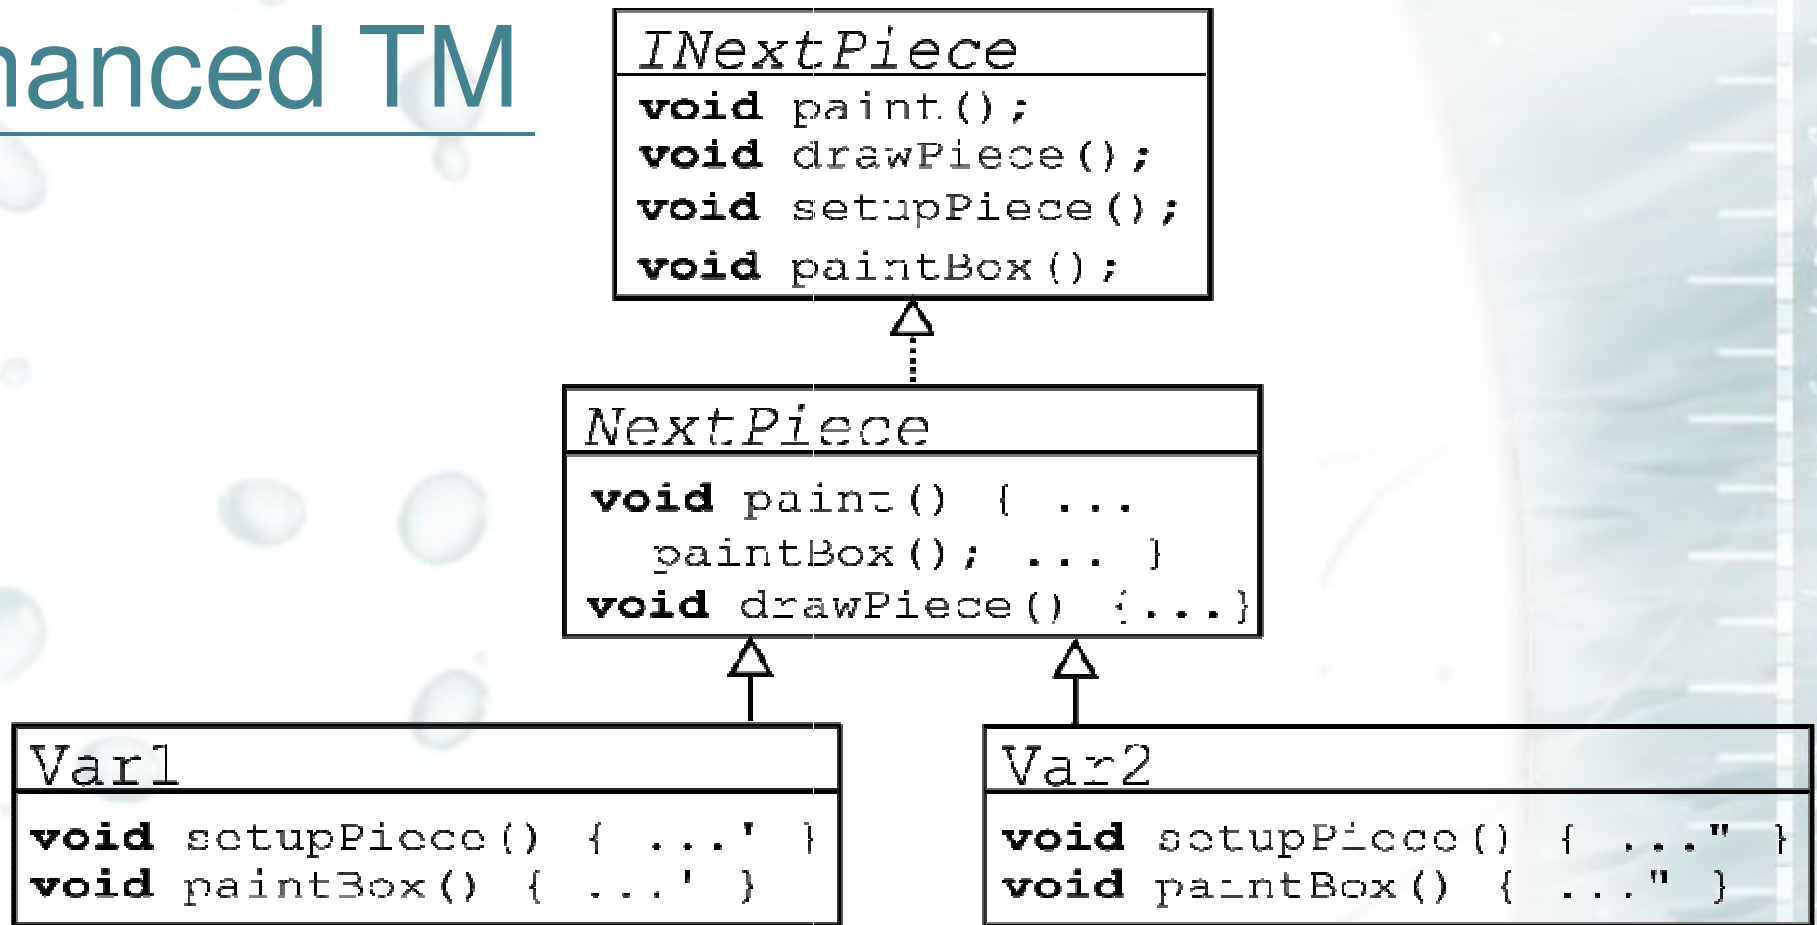 hanced TM
INextPiece
void paint();
void drawPiece();
void setupPiece();
void paintBox();
NextPiece
void paint() { ...
paintBox(); ... }
void drawPiece() {...}
Var1
void setupPiece() { ...' }
void paintBox() { ...' }
Var2
void setupPiece() { ..." }
void paintBox() { ..." }